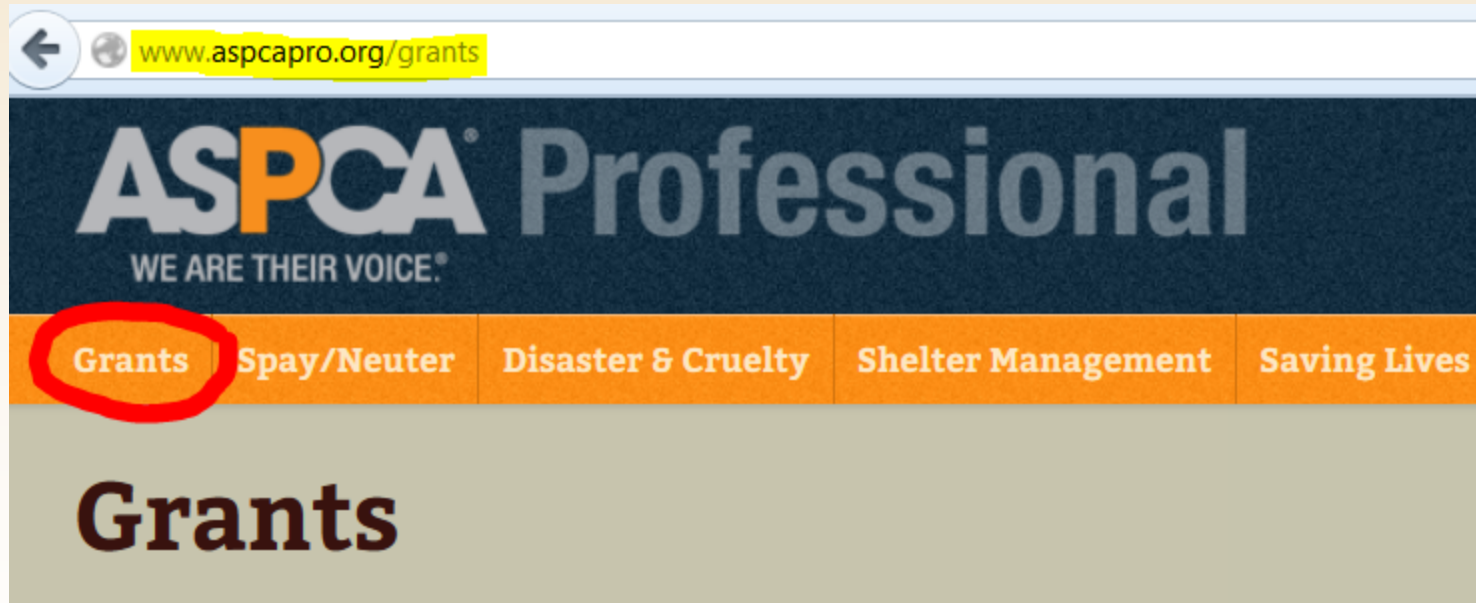 www.aspcapro.org/grants
ASPCA® Professional
WE ARE THEIR VOICE.®
Grants Spay/Neuter Disaster & Cruelty Shelter Management Saving Lives
Grants